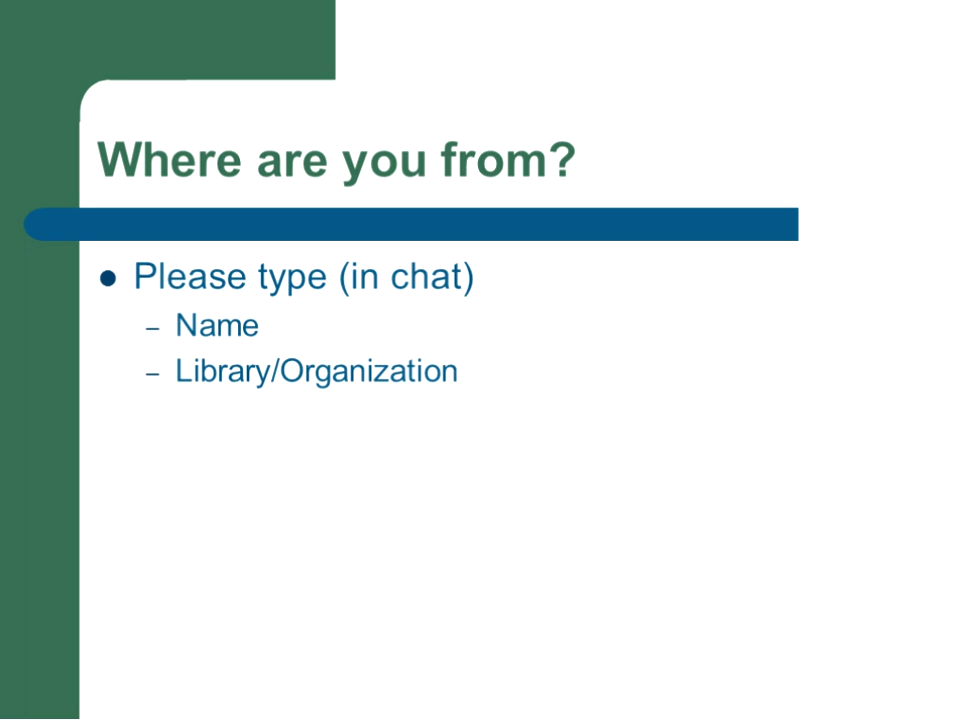 Where are you from?
● Please type (in chat)
– Name
– Library/Organization